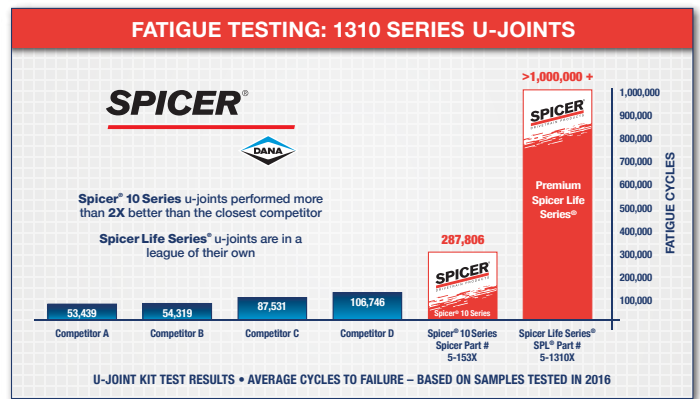 FATIGUE TESTING: 1310 SERIES U-JOINTS
SPICER®
DANA
Spicer® 10 Series u-joints performed more
than 2X better than the closest competitor
Spicer Life Series® u-joints are in a
league of their own
>1,000,000 +
SPICER®
Premium
Spicer Life
Series®
287,806
SPICER®
Spicer® 10 Series
53,439
54,319
87,531
106,746
1,000,000
900,000
800,000
700,000
600,000
500,000
400,000
300,000
200,000
100,000
FATIGUE CYCLES
Competitor A
Competitor B
Competitor C
Competitor D
Spicer® 10 Series
Spicer Part #
5-153X
Spicer Life Series®
SPL® Part #
5-1310X
U-JOINT KIT TEST RESULTS • AVERAGE CYCLES TO FAILURE – BASED ON SAMPLES TESTED IN 2016